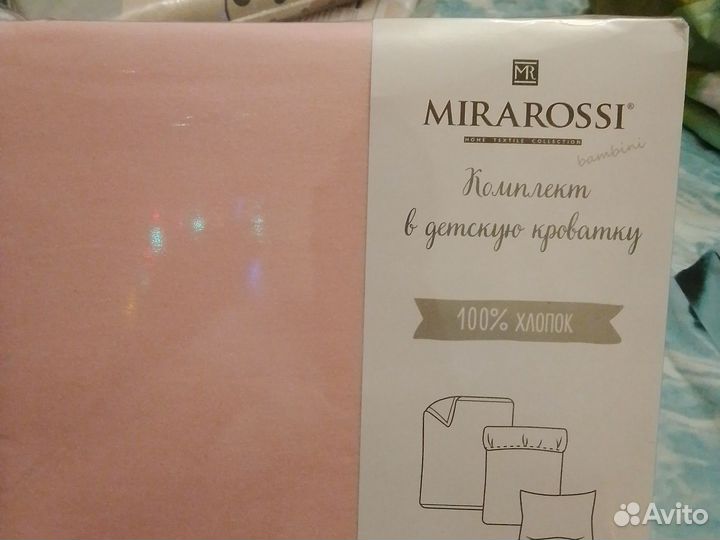 MR
MIRAROSSI®
HOME TEXTILE COLLECTION
bambini
Комплект
в детскую кроватку
100% ХЛОПОК
Avito